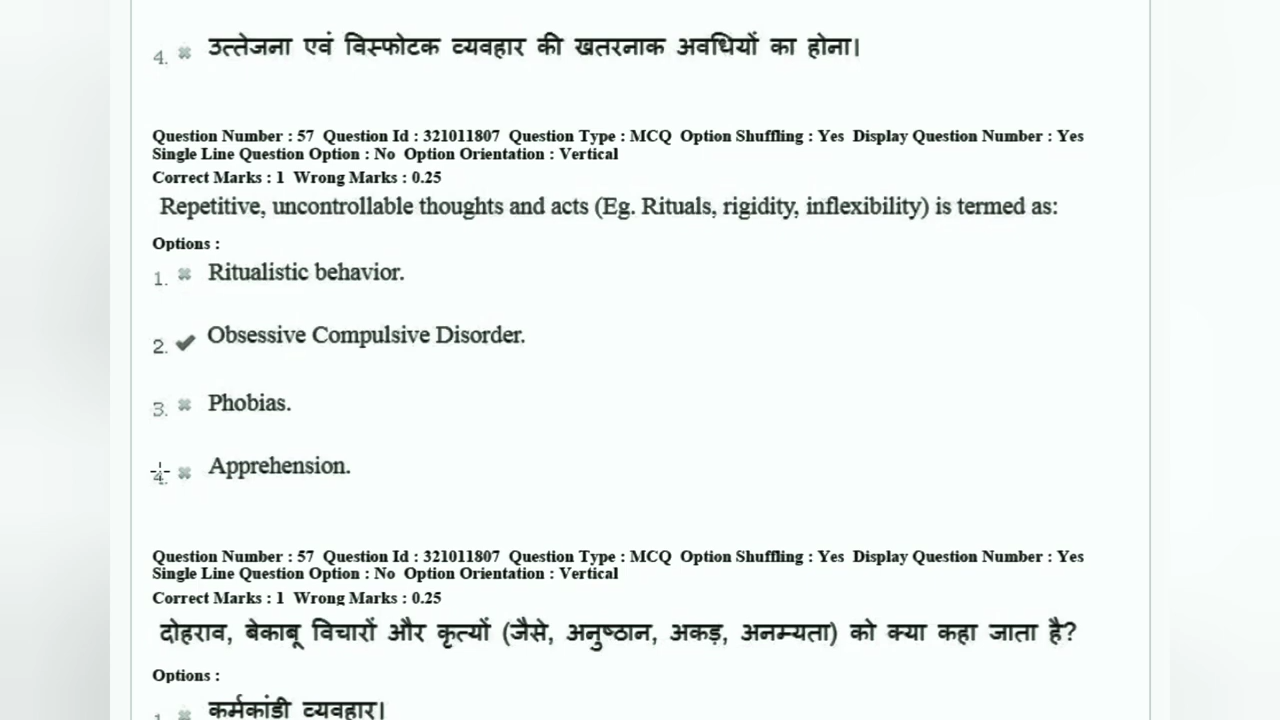 4. उत्तेजना एवं विस्फोटक व्यवहार की खतरनाक अवधियों का होना।
Question Number : 57 Question Id : 321011807 Question Type : MCQ Option Shuffling : Yes Display Question Number : Yes
Single Line Question Option : No Option Orientation : Vertical
Correct Marks : 1 Wrong Marks : 0.25
Repetitive, uncontrollable thoughts and acts (Eg. Rituals, rigidity, inflexibility) is termed as:
Options :
1. Ritualistic behavior.
2. Obsessive Compulsive Disorder.
3. Phobias.
4. Apprehension.
Question Number : 57 Question Id : 321011807 Question Type : MCQ Option Shuffling : Yes Display Question Number : Yes
Single Line Question Option : No Option Orientation : Vertical
Correct Marks : 1 Wrong Marks : 0.25
दोहराव, बेकाबू विचारों और कृत्यों (जैसे, अनुष्ठान, अकड़, अनम्यता) को क्या कहा जाता है?
Options :
1. कर्मकांडी व्यवहार।